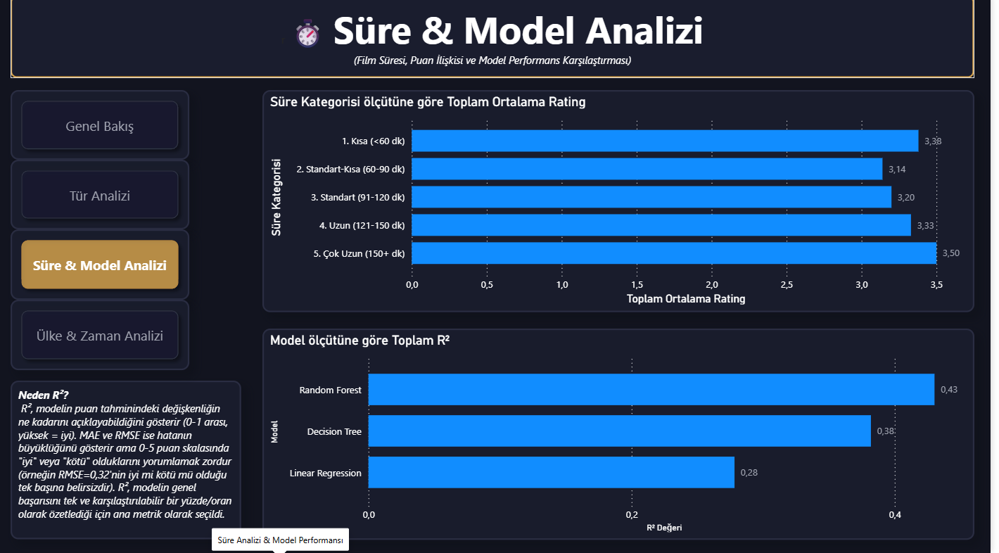 Süre & Model Analizi
(Film Süresi, Puan İlişkisi ve Model Performans Karşılaştırması)
Genel Bakış
Tür Analizi
Süre & Model Analizi
Ülke & Zaman Analizi
Neden R²?
R², modelin puan tahminindeki değişkenliğin
ne kadarını açıklayabildiğini gösterir (0-1 arası,
yüksek = iyi). MAE ve RMSE ise hatanın
büyüklüğünü gösterir ama 0-5 puan skalasında
"iyi" veya "kötü" olduklarını yorumlamak zordur
(örneğin RMSE=0,32'nin iyi mi kötü mü olduğu
tek başına belirsizdir). R², modelin genel
başarısını tek ve karşılaştırılabilir bir yüzde/oran
olarak özetlediği için ana metrik olarak seçildi.
Süre Kategorisi ölçütüne göre Toplam Ortalama Rating
Süre Kategorisi
1. Kısa (<60 dk) 3,38
2. Standart-Kısa (60-90 dk) 3,14
3. Standart (91-120 dk) 3,20
4. Uzun (121-150 dk) 3,33
5. Çok Uzun (150+ dk) 3,50
0,0 0,5 1,0 1,5 2,0 2,5 3,0 3,5
Toplam Ortalama Rating
Model ölçütüne göre Toplam R²
Model
Random Forest 0,43
Decision Tree 0,38
Linear Regression 0,28
0,0 0,2 0,4
R² Değeri
Süre Analizi & Model Performansı